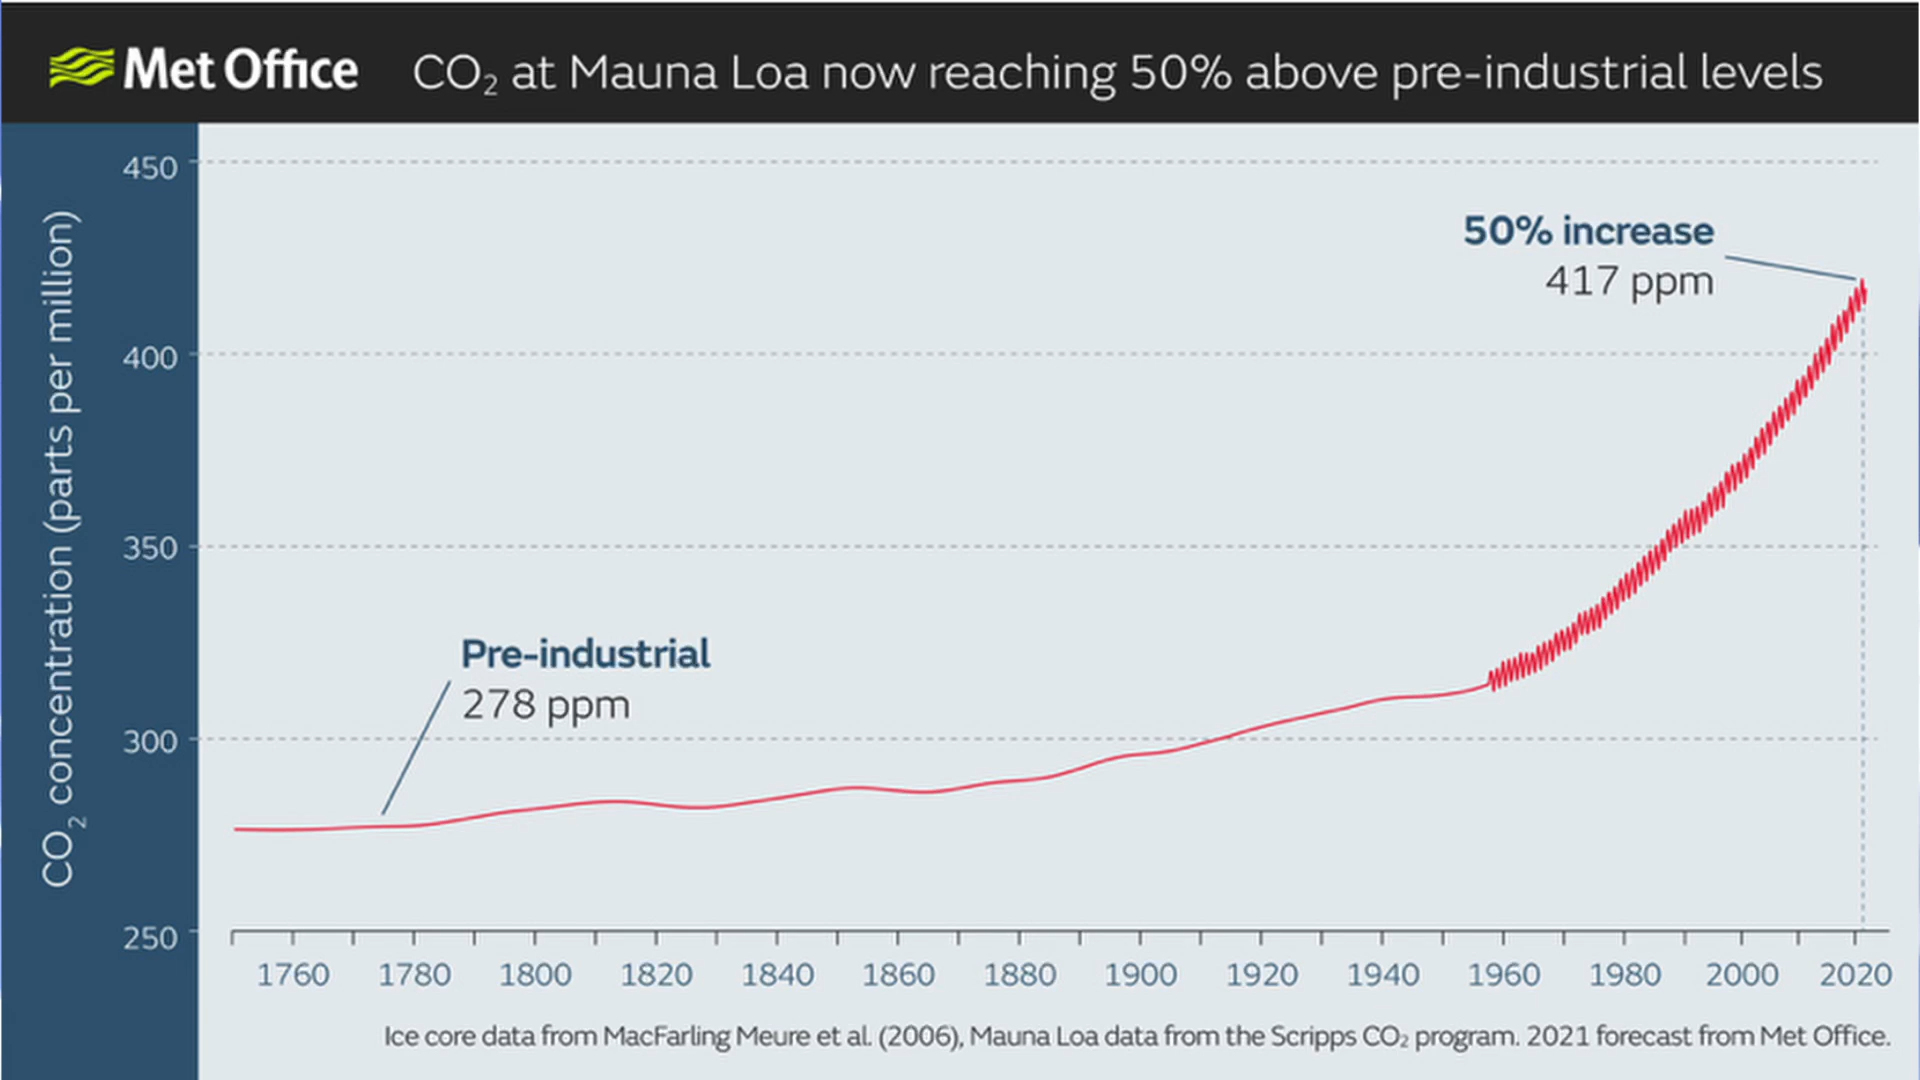 Met Office
CO₂ at Mauna Loa now reaching 50% above pre-industrial levels
CO₂ concentration (parts per million)
450
400
350
300
250
50% increase
417 ppm
Pre-industrial
278 ppm
1760 1780 1800 1820 1840 1860 1880 1900 1920 1940 1960 1980 2000 2020
Ice core data from MacFarling Meure et al. (2006), Mauna Loa data from the Scripps CO₂ program. 2021 forecast from Met Office.